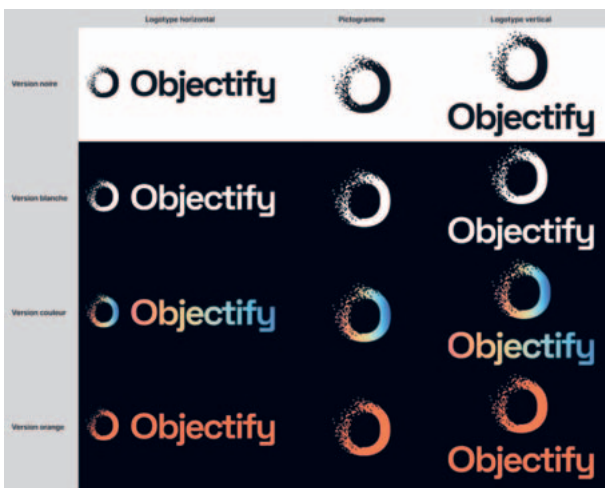 Logotype horizontal Pictogramme Logotype vertical
Version noire Objectify Objectify
Version blanche Objectify Objectify
Version couleur Objectify Objectify
Version orange Objectify Objectify